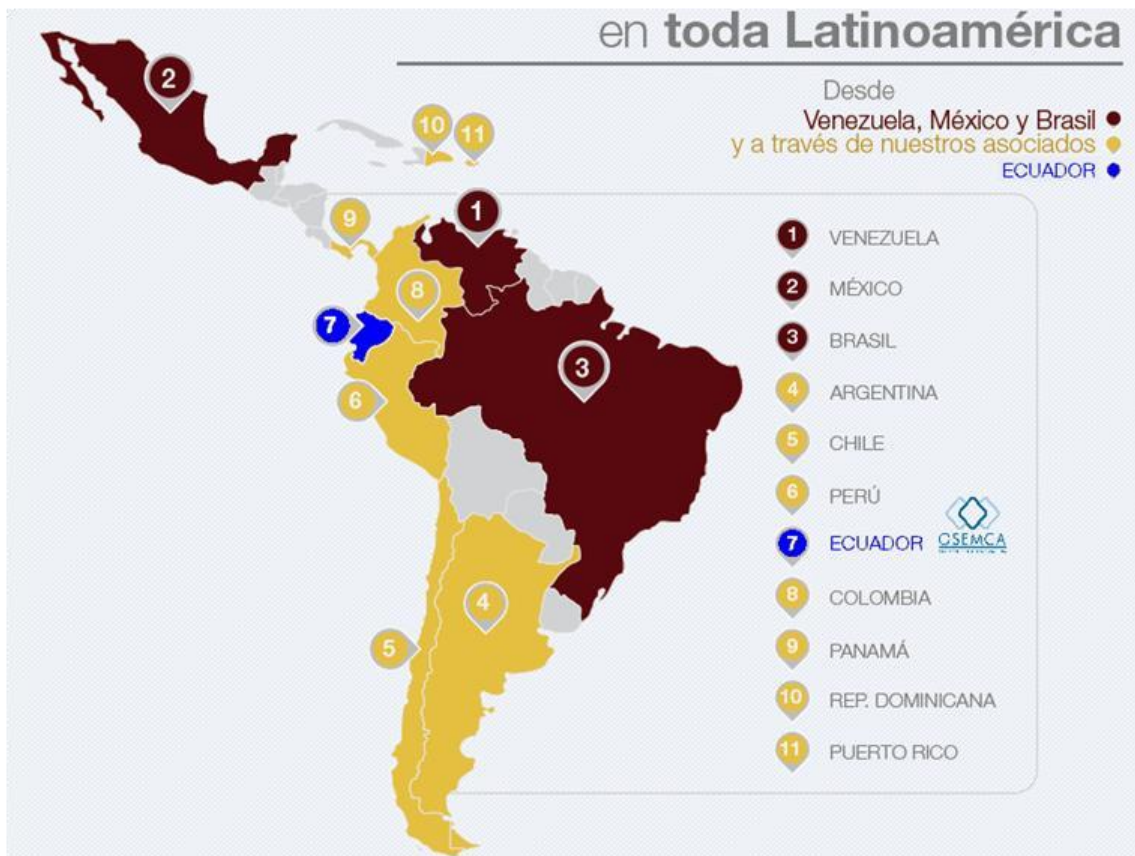 en toda Latinoamérica
Desde
Venezuela, México y Brasil
y a través de nuestros asociados
ECUADOR
2
10
11
9
1
8
7
3
6
4
5
1 VENEZUELA
2 MÉXICO
3 BRASIL
4 ARGENTINA
5 CHILE
6 PERÚ
7 ECUADOR
8 COLOMBIA
9 PANAMÁ
10 REP. DOMINICANA
11 PUERTO RICO